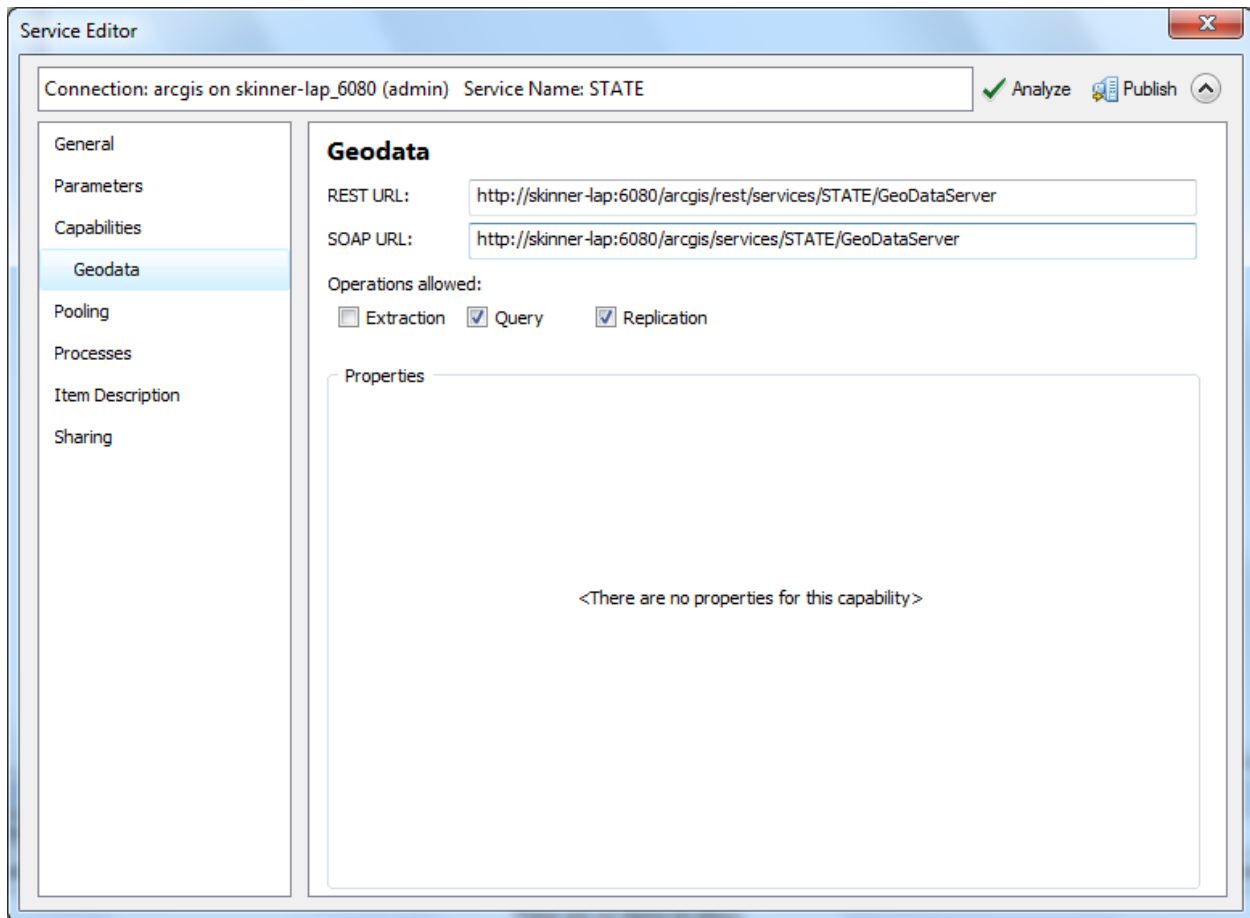 Service Editor
Connection: arcgis on skinner-lap_6080 (admin) Service Name: STATE
Analyze
Publish
General
Parameters
Capabilities
Geodata
Pooling
Processes
Item Description
Sharing
Geodata
REST URL:
http://skinner-lap:6080/arcgis/rest/services/STATE/GeoDataServer
SOAP URL:
http://skinner-lap:6080/arcgis/services/STATE/GeoDataServer
Operations allowed:
Extraction Query Replication
Properties
<There are no properties for this capability>